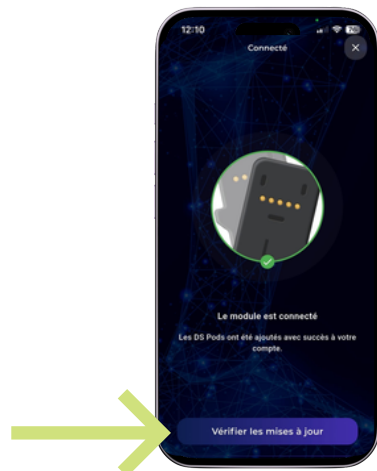 12:10
Connecté
Le module est connecté
Les DS Pods ont été ajoutés avec succès à votre
compte.
Vérifier les mises à jour